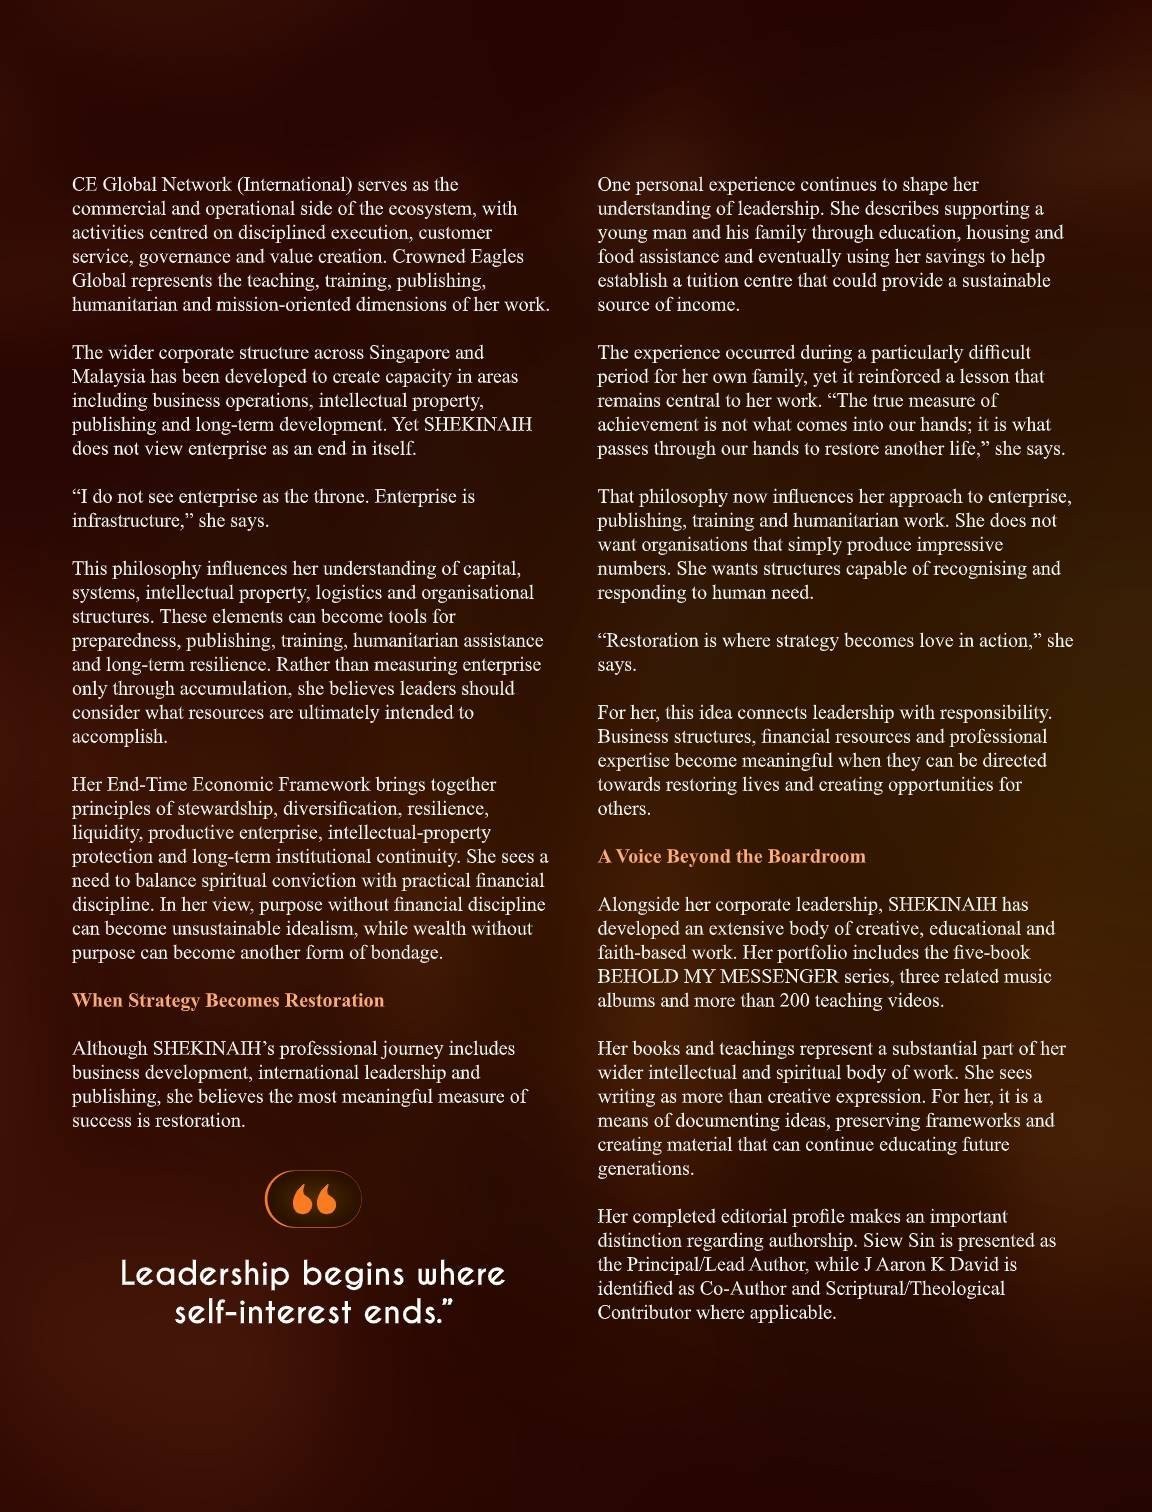 CE Global Network (International) serves as the
commercial and operational side of the ecosystem, with
activities centred on disciplined execution, customer
service, governance and value creation. Crowned Eagles
Global represents the teaching, training, publishing,
humanitarian and mission-oriented dimensions of her work.
The wider corporate structure across Singapore and
Malaysia has been developed to create capacity in areas
including business operations, intellectual property,
publishing and long-term development. Yet SHEKINAIH
does not view enterprise as an end in itself.
“I do not see enterprise as the throne. Enterprise is
infrastructure,” she says.
This philosophy influences her understanding of capital,
systems, intellectual property, logistics and organisational
structures. These elements can become tools for
preparedness, publishing, training, humanitarian assistance
and long-term resilience. Rather than measuring enterprise
only through accumulation, she believes leaders should
consider what resources are ultimately intended to
accomplish.
Her End-Time Economic Framework brings together
principles of stewardship, diversification, resilience,
liquidity, productive enterprise, intellectual-property
protection and long-term institutional continuity. She sees a
need to balance spiritual conviction with practical financial
discipline. In her view, purpose without financial discipline
can become unsustainable idealism, while wealth without
purpose can become another form of bondage.
When Strategy Becomes Restoration
Although SHEKINAIH’s professional journey includes
business development, international leadership and
publishing, she believes the most meaningful measure of
success is restoration.
“
Leadership begins where
self-interest ends.”
One personal experience continues to shape her
understanding of leadership. She describes supporting a
young man and his family through education, housing and
food assistance and eventually using her savings to help
establish a tuition centre that could provide a sustainable
source of income.
The experience occurred during a particularly difficult
period for her own family, yet it reinforced a lesson that
remains central to her work. “The true measure of
achievement is not what comes into our hands; it is what
passes through our hands to restore another life,” she says.
That philosophy now influences her approach to enterprise,
publishing, training and humanitarian work. She does not
want organisations that simply produce impressive
numbers. She wants structures capable of recognising and
responding to human need.
“Restoration is where strategy becomes love in action,” she
says.
For her, this idea connects leadership with responsibility.
Business structures, financial resources and professional
expertise become meaningful when they can be directed
towards restoring lives and creating opportunities for
others.
A Voice Beyond the Boardroom
Alongside her corporate leadership, SHEKINAIH has
developed an extensive body of creative, educational and
faith-based work. Her portfolio includes the five-book
BEHOLD MY MESSENGER series, three related music
albums and more than 200 teaching videos.
Her books and teachings represent a substantial part of her
wider intellectual and spiritual body of work. She sees
writing as more than creative expression. For her, it is a
means of documenting ideas, preserving frameworks and
creating material that can continue educating future
generations.
Her completed editorial profile makes an important
distinction regarding authorship. Siew Sin is presented as
the Principal/Lead Author, while J Aaron K David is
identified as Co-Author and Scriptural/Theological
Contributor where applicable.